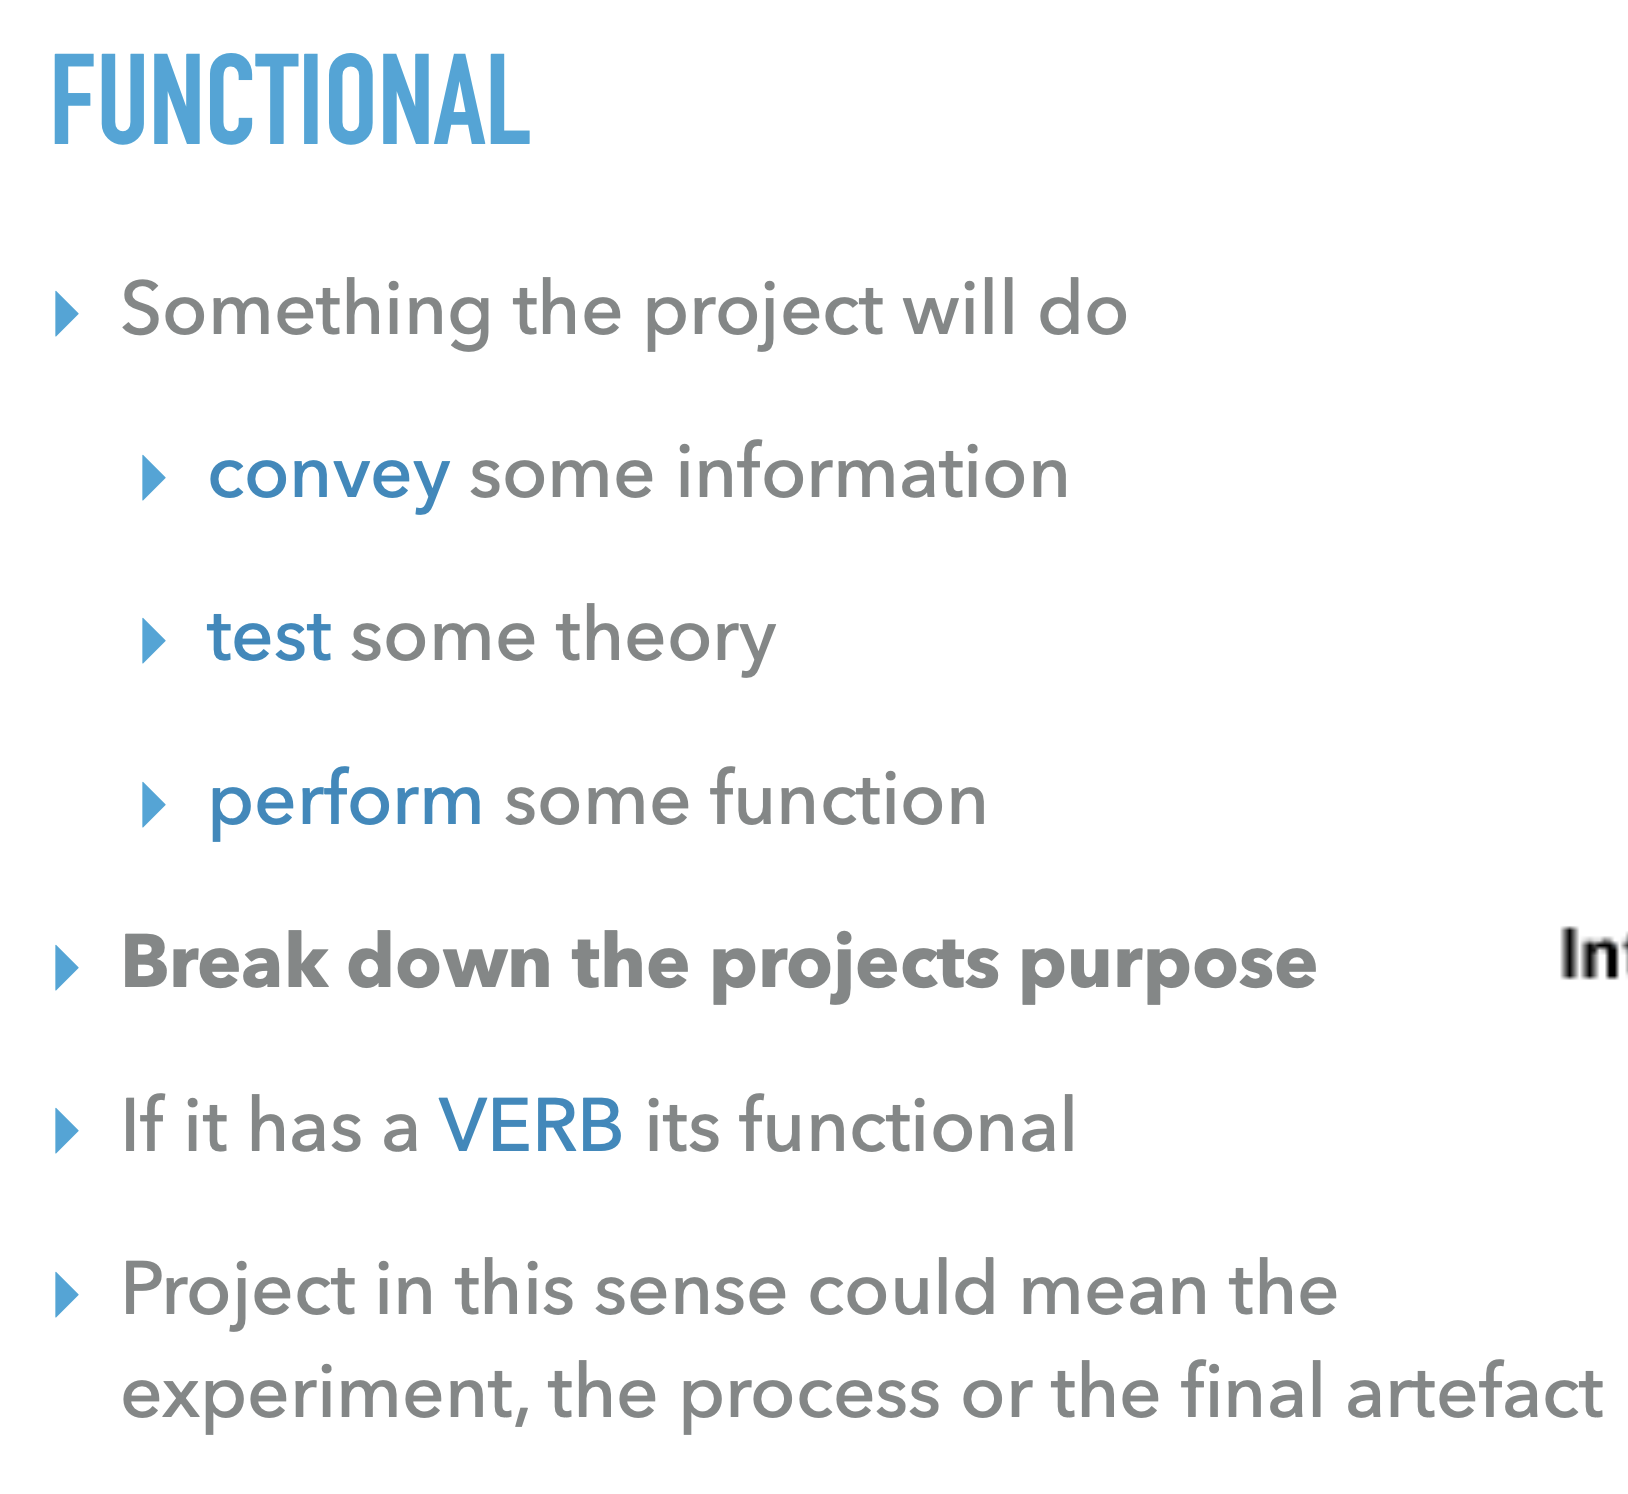 FUNCTIONAL
Something the project will do
convey some information
test some theory
perform some function
Break down the projects purpose
If it has a VERB its functional
Project in this sense could mean the
experiment, the process or the final artefact